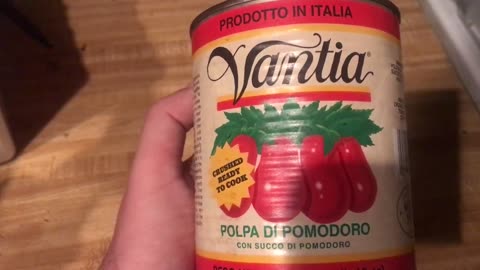 PRODOTTO IN ITALIA
Vantia®
CRUSHED
READY
TO COOK
POLPA DI POMODORO
CON SUCCO DI POMODORO